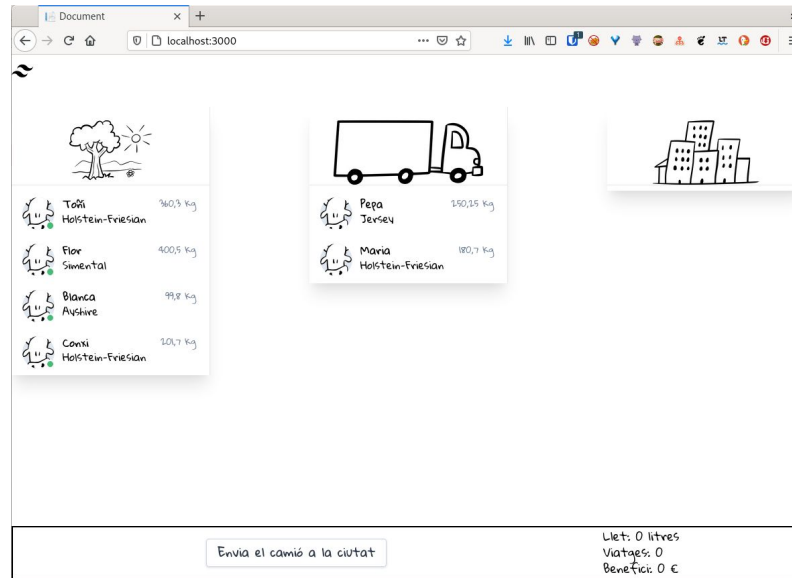 Document
localhost:3000
Toñi
360,3 Kg
Holstein-Friesian
Flor
400,5 Kg
Simental
Blanca
99,8 Kg
Ayshire
Conxi
201,7 Kg
Holstein-Friesian
Pepa
250,25 Kg
Jersey
Maria
180,7 Kg
Holstein-Friesian
Envia el camió a la ciutat
Llet: 0 litres
Viatges: 0
Benefici: 0 €